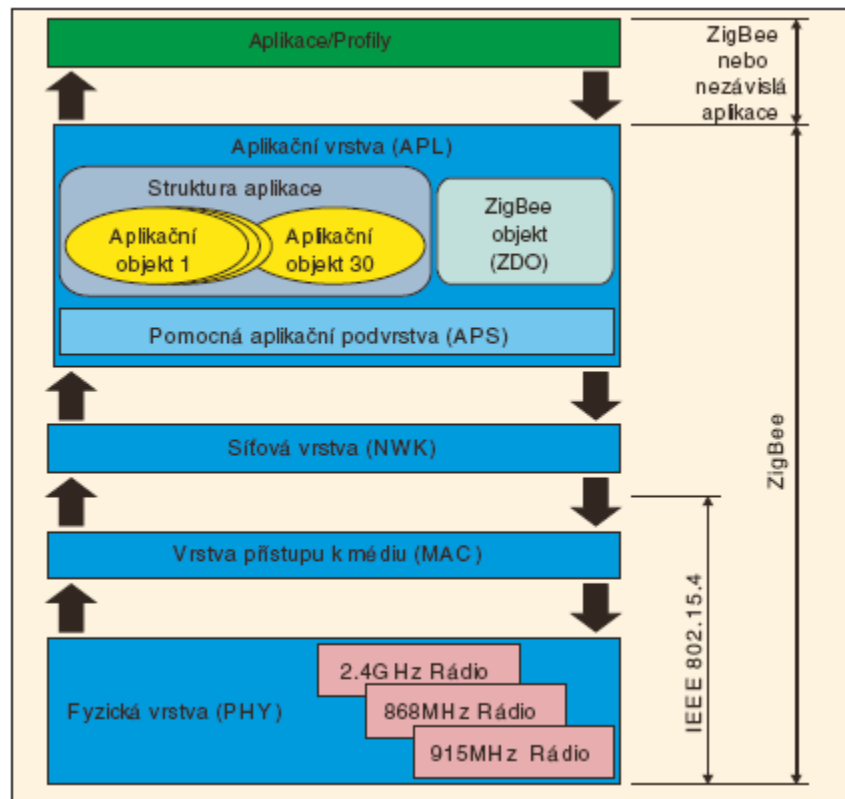 Aplikace/Profily
ZigBee
nebo
nezávislá
aplikace
Aplikační vrstva (APL)
Struktura aplikace
Aplikační
objekt 1
Aplikační
objekt 30
ZigBee
objekt
(ZDO)
Pomocná aplikační podvrstva (APS)
Síťová vrstva (NWK)
Vrstva přístupu k médiu (MAC)
Fyzická vrstva (PHY)
2.4GHz Rádio
868MHz Rádio
915MHz Rádio
IEEE 802.15.4
ZigBee